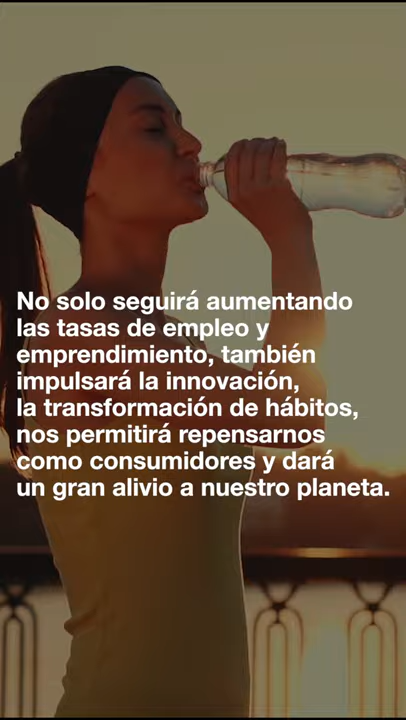 No solo seguirá aumentando
las tasas de empleo y
emprendimiento, también
impulsará la innovación,
la transformación de hábitos,
nos permitirá repensarnos
como consumidores y dará
un gran alivio a nuestro planeta.